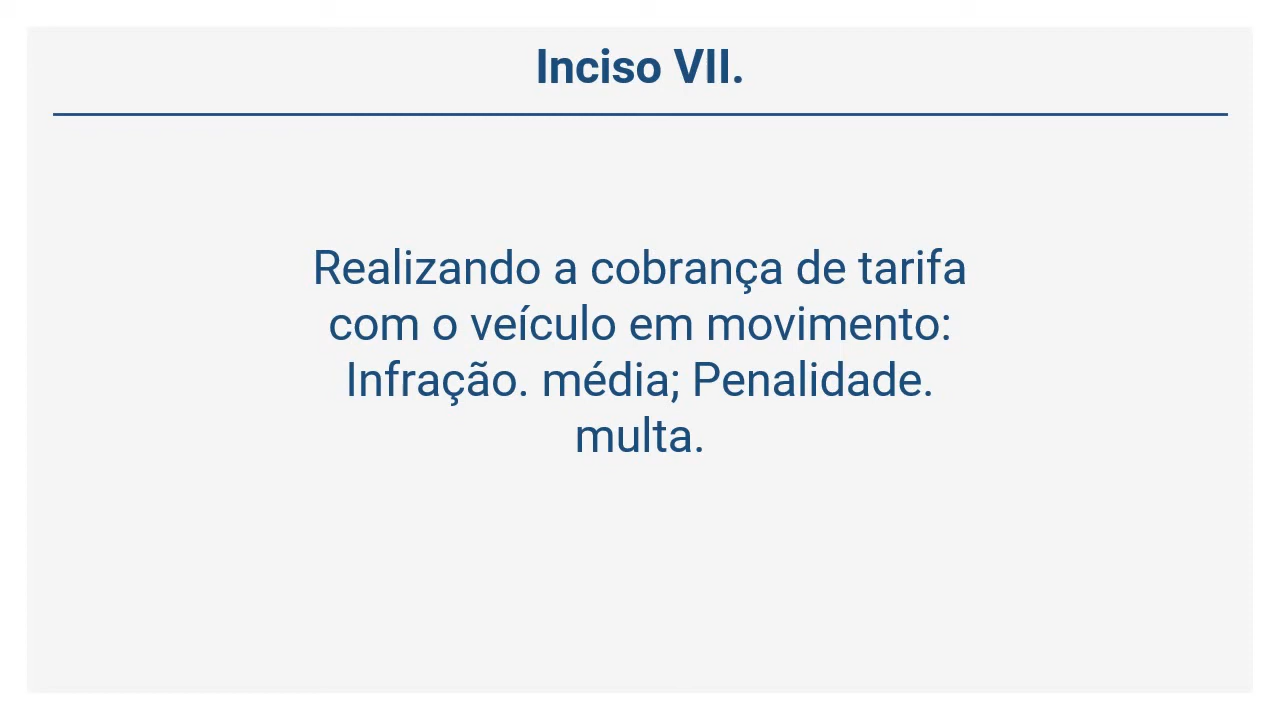 Inciso VII.
Realizando a cobrança de tarifa
com o veículo em movimento:
Infração. média; Penalidade.
multa.